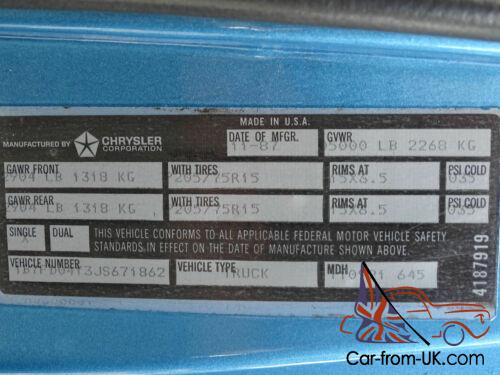 MADE IN U.S.A.
MANUFACTURED BY CHRYSLER CORPORATION
DATE OF MFGR. 11-87
GVWR 05000 LB 2268 KG
GAWR FRONT WITH TIRES RIMS AT PSI COLD
2904 LB 1318 KG 205/75R15 15X6.5 035
GAWR REAR WITH TIRES RIMS AT PSI COLD
2904 LB 1318 KG 205/75R15 15X6.5 035
SINGLE X DUAL
THIS VEHICLE CONFORMS TO ALL APPLICABLE FEDERAL MOTOR VEHICLE SAFETY
STANDARDS IN EFFECT ON THE DATE OF MANUFACTURE SHOWN ABOVE.
VEHICLE NUMBER VEHICLE TYPE MDH
TRUCK 645
4187919
Car-from-UK.com